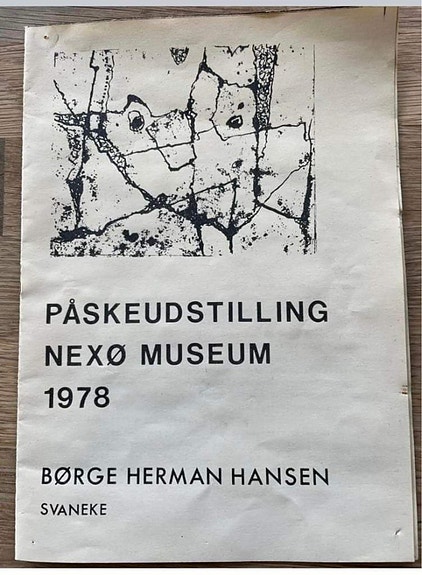 PÅSKEUDSTILLING
NEXØ MUSEUM
1978
BØRGE HERMAN HANSEN
SVANEKE